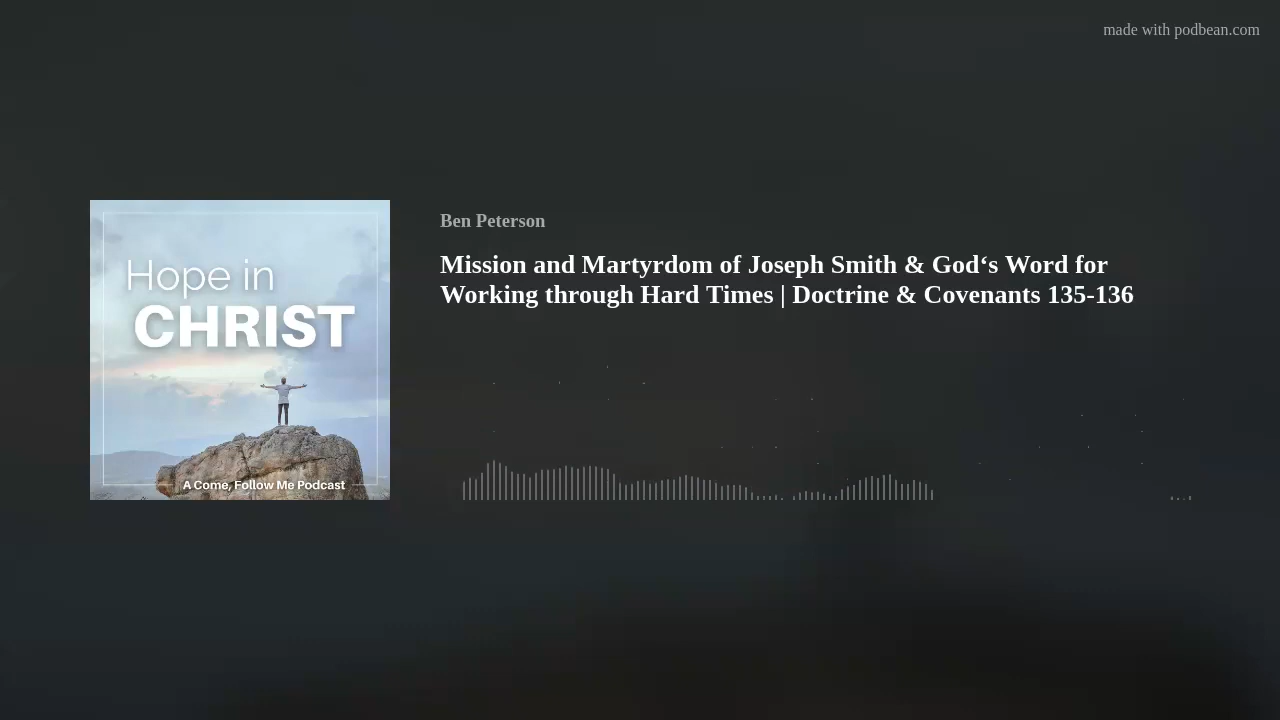 made with podbean.com
Hope in
CHRIST
A Come, Follow Me Podcast
Ben Peterson
Mission and Martyrdom of Joseph Smith & God‘s Word for
Working through Hard Times | Doctrine & Covenants 135-136